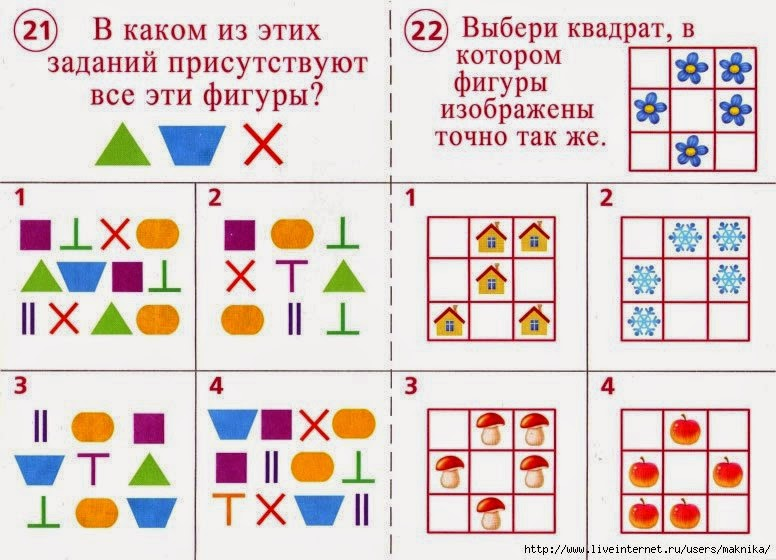 21
В каком из этих
заданий присутствуют
все эти фигуры?
22
Выбери квадрат, в
котором
фигуры
изображены
точно так же.
1
2
1
2
3
4
3
4
http://www.liveinternet.ru/users/maknika/